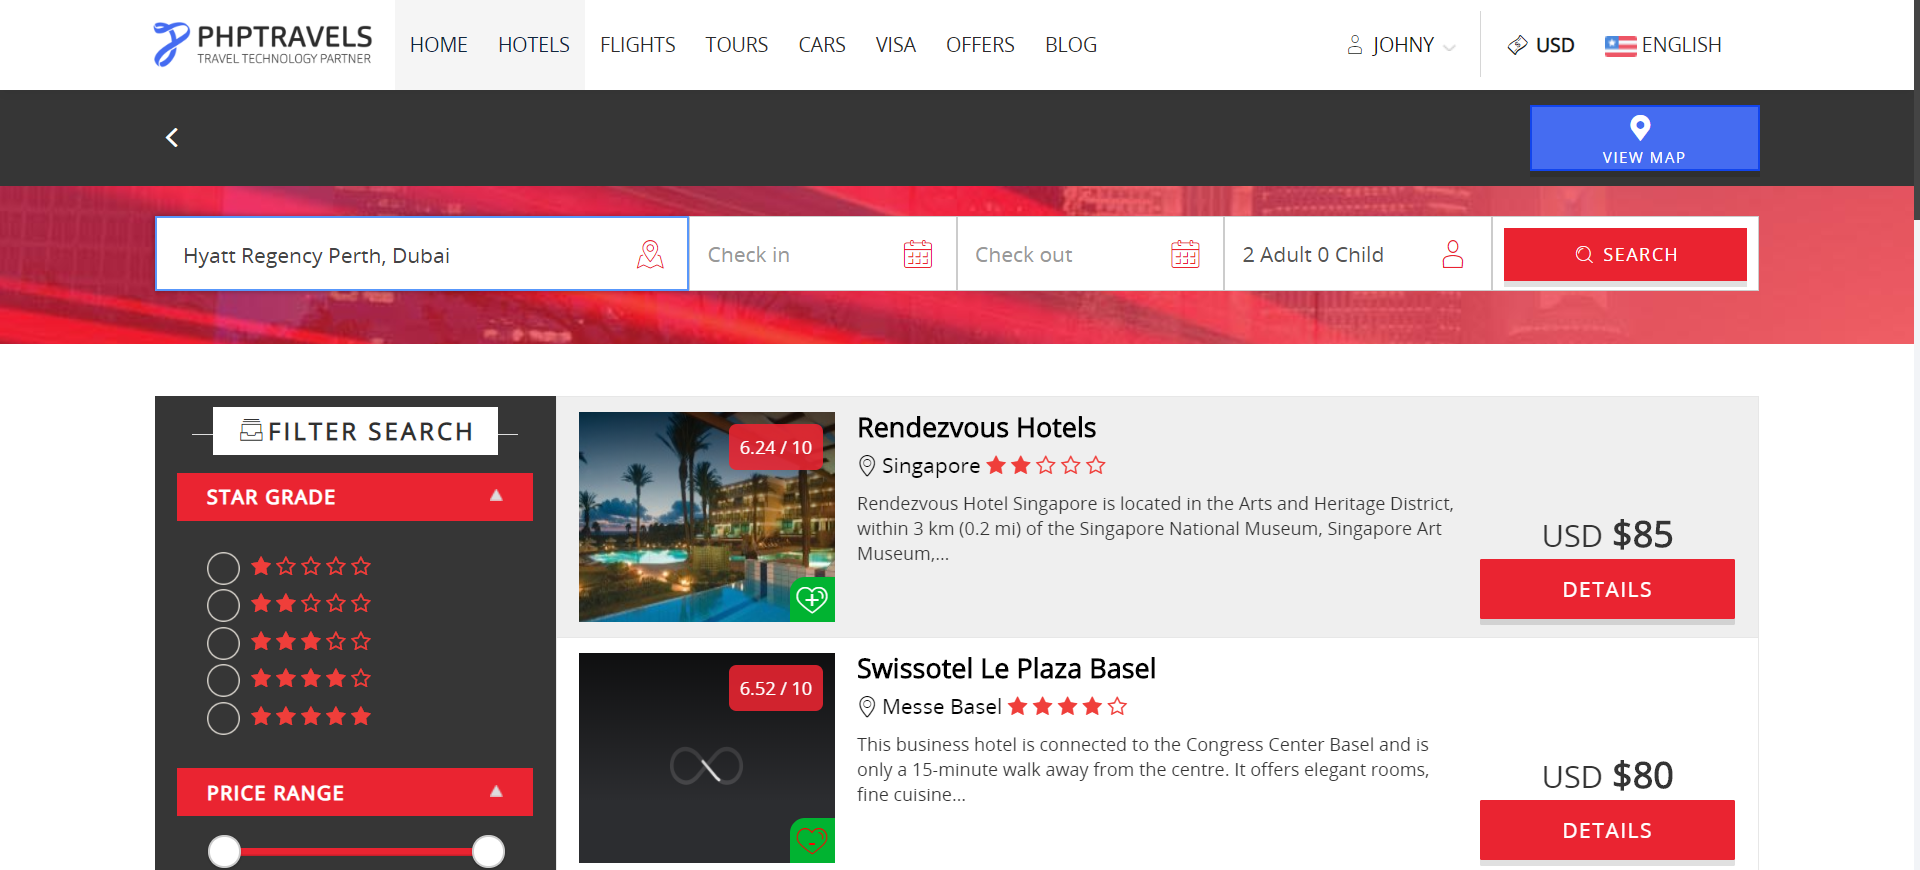 PHPTRAVELS
TRAVEL TECHNOLOGY PARTNER
HOME HOTELS FLIGHTS TOURS CARS VISA OFFERS BLOG
JOHNY USD ENGLISH
VIEW MAP
Hyatt Regency Perth, Dubai
Check in
Check out
2 Adult 0 Child
SEARCH
FILTER SEARCH
STAR GRADE
PRICE RANGE
6.24 / 10
Rendezvous Hotels
Singapore
Rendezvous Hotel Singapore is located in the Arts and Heritage District,
within 3 km (0.2 mi) of the Singapore National Museum, Singapore Art
Museum,...
USD $85
DETAILS
6.52 / 10
Swissotel Le Plaza Basel
Messe Basel
This business hotel is connected to the Congress Center Basel and is
only a 15-minute walk away from the centre. It offers elegant rooms,
fine cuisine...
USD $80
DETAILS